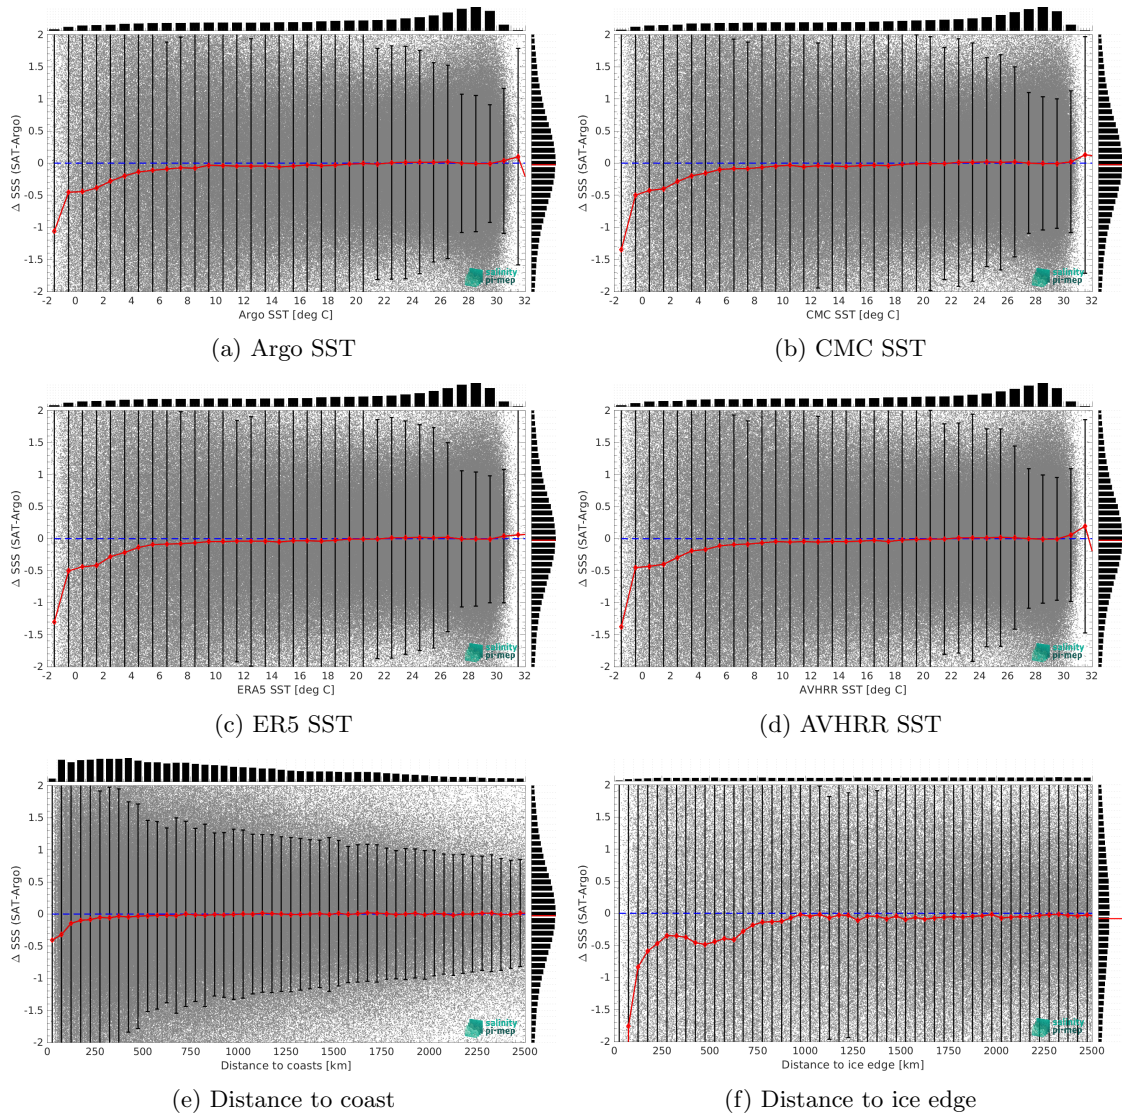 2
1.5
1
0.5
0
-0.5
-1
-1.5
-2
Δ SSS (SAT-Argo)
-2 0 2 4 6 8 10 12 14 16 18 20 22 24 26 28 30 32
Argo SST [deg C]
salinity
pi-mep
(a) Argo SST
2
1.5
1
0.5
0
-0.5
-1
-1.5
-2
Δ SSS (SAT-Argo)
-2 0 2 4 6 8 10 12 14 16 18 20 22 24 26 28 30 32
CMC SST [deg C]
salinity
pi-mep
(b) CMC SST
2
1.5
1
0.5
0
-0.5
-1
-1.5
-2
Δ SSS (SAT-Argo)
-2 0 2 4 6 8 10 12 14 16 18 20 22 24 26 28 30 32
ERA5 SST [deg C]
salinity
pi-mep
(c) ER5 SST
2
1.5
1
0.5
0
-0.5
-1
-1.5
-2
Δ SSS (SAT-Argo)
-2 0 2 4 6 8 10 12 14 16 18 20 22 24 26 28 30 32
AVHRR SST [deg C]
salinity
pi-mep
(d) AVHRR SST
2
1.5
1
0.5
0
-0.5
-1
-1.5
-2
Δ SSS (SAT-Argo)
0 250 500 750 1000 1250 1500 1750 2000 2250 2500
Distance to coasts [km]
salinity
pi-mep
(e) Distance to coast
2
1.5
1
0.5
0
-0.5
-1
-1.5
-2
Δ SSS (SAT-Argo)
0 250 500 750 1000 1250 1500 1750 2000 2250 2500
Distance to ice edge [km]
salinity
pi-mep
(f) Distance to ice edge